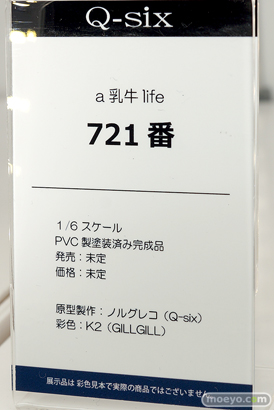 Q-six
a 乳牛 life
721番
1/6 スケール
PVC 製塗装済み完成品
発売：未定
価格：未定
原型製作：ノルグレコ（Q-six）
彩色：K2（GILLGILL）
展示品は 彩色見本で実際の商品ではございません。
moeyo.com